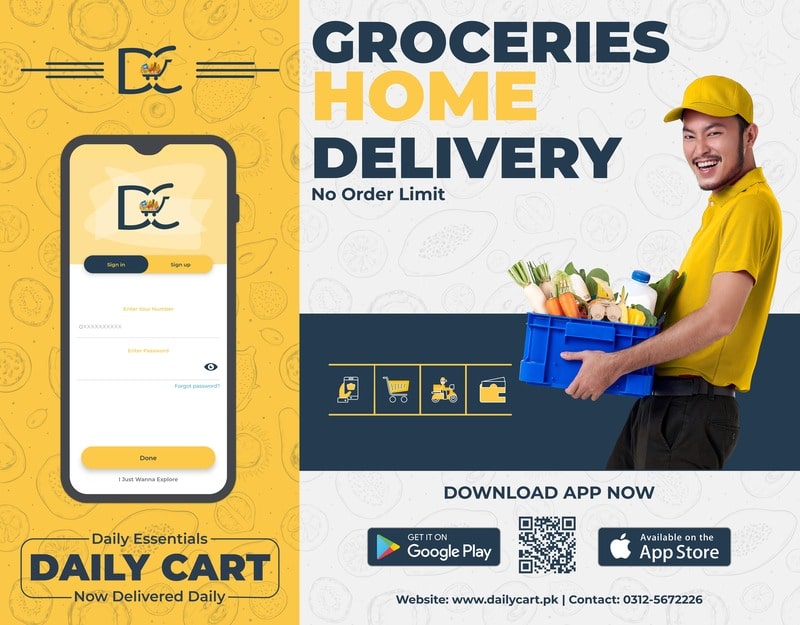 DC
DC
Sign in
Sign up
Enter Your Number
0XXXXXXXXXX
Enter Password
Forgot password?
Done
I Just Wanna Explore
Daily Essentials
DAILY CART
Now Delivered Daily
GROCERIES
HOME
DELIVERY
No Order Limit
DOWNLOAD APP NOW
GET IT ON
Google Play
Available on the
App Store
Website: www.dailycart.pk | Contact: 0312-5672226